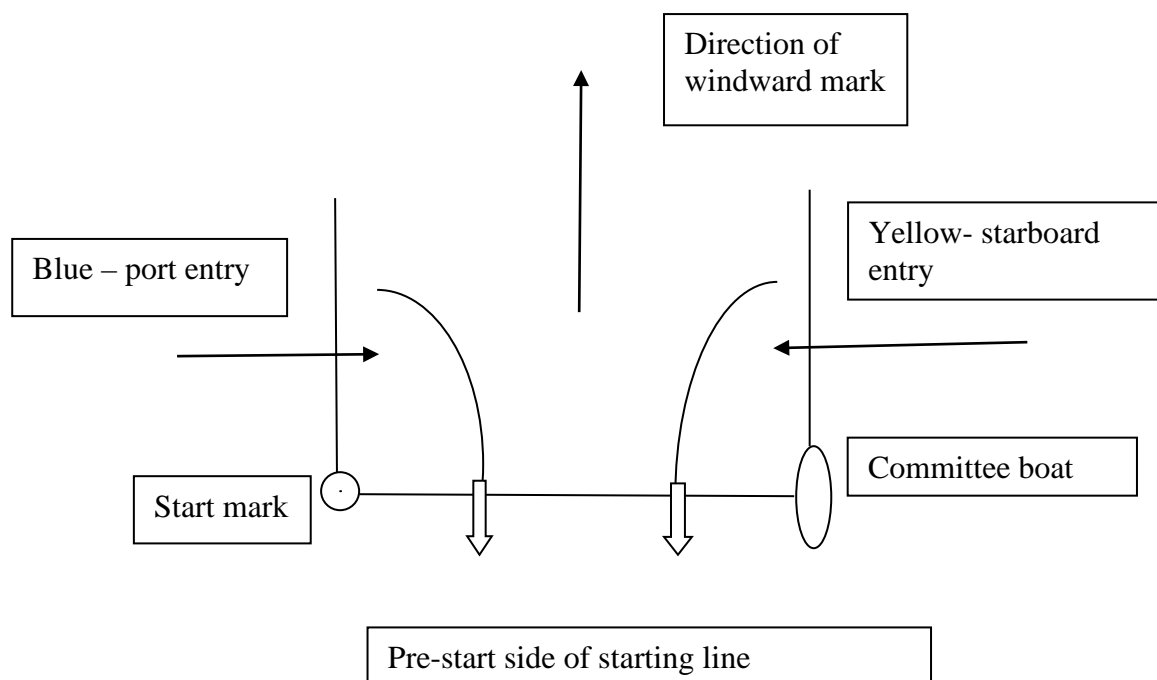 Direction of
windward mark
Blue – port entry
Yellow- starboard
entry
Start mark
Committee boat
Pre-start side of starting line